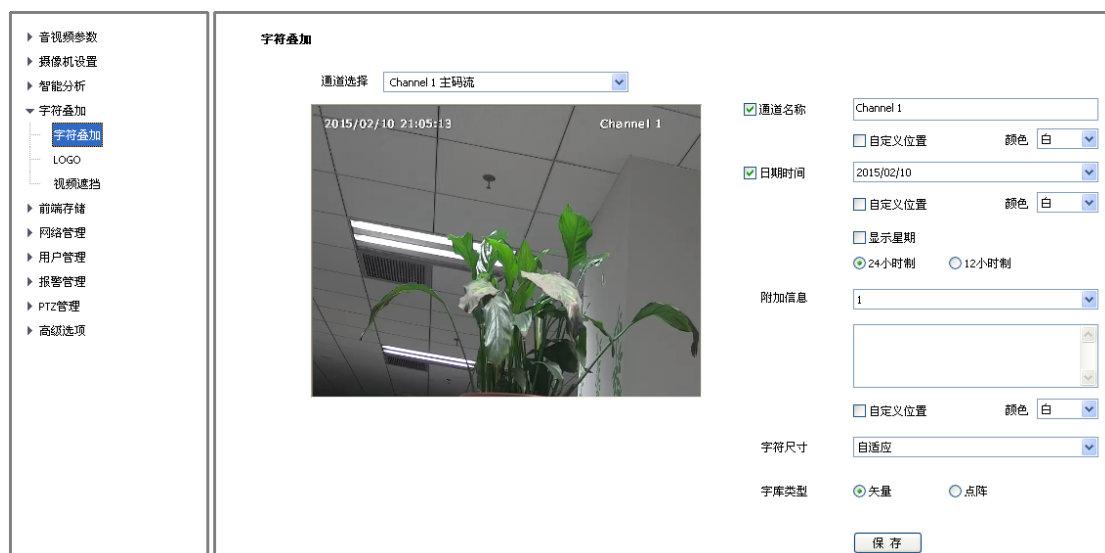 音视频参数
摄像机设置
智能分析
字符叠加
字符叠加
LOGO
视频遮挡
前端存储
网络管理
用户管理
报警管理
PTZ管理
高级选项
字符叠加
通道选择 Channel 1 主码流
2015/02/10 21:05:13 Channel 1
通道名称 Channel 1
自定义位置 颜色 白
日期时间 2015/02/10
自定义位置 颜色 白
显示星期
24小时制 12小时制
附加信息 1
自定义位置 颜色 白
字符尺寸 自适应
字库类型 矢量 点阵
保 存